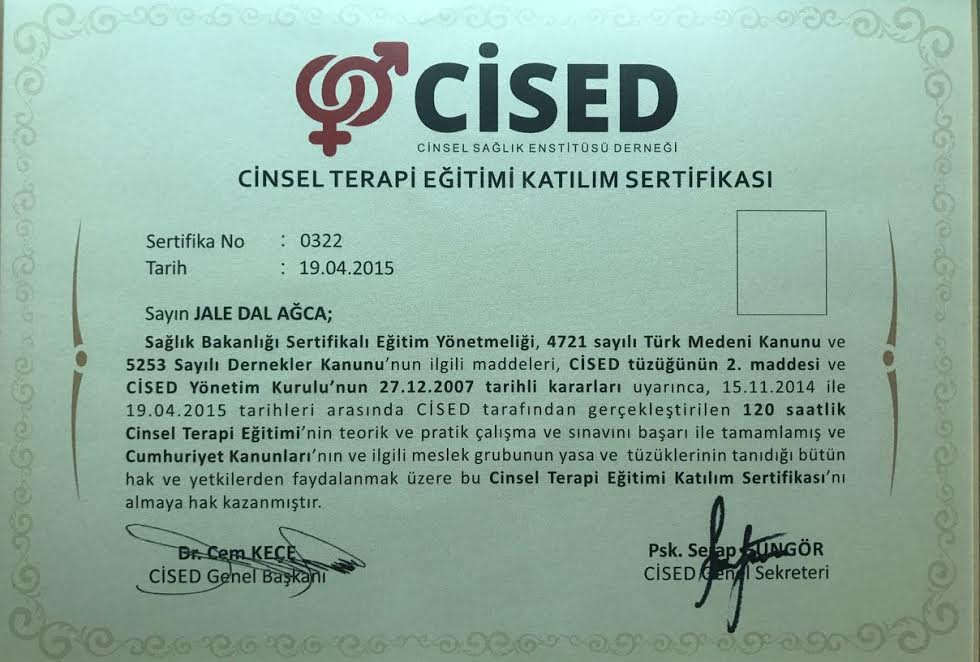 CİSED
CİNSEL SAĞLIK ENSTİTÜSÜ DERNEĞİ
CİNSEL TERAPİ EĞİTİMİ KATILIM SERTİFİKASI
Sertifika No : 0322
Tarih : 19.04.2015
Sayın JALE DAL AĞCA;
Sağlık Bakanlığı Sertifikalı Eğitim Yönetmeliği, 4721 sayılı Türk Medeni Kanunu ve
5253 Sayılı Dernekler Kanunu'nun ilgili maddeleri, CİSED tüzüğünün 2. maddesi ve
CİSED Yönetim Kurulu'nun 27.12.2007 tarihli kararları uyarınca, 15.11.2014 ile
19.04.2015 tarihleri arasında CİSED tarafından gerçekleştirilen 120 saatlik
Cinsel Terapi Eğitimi'nin teorik ve pratik çalışma ve sınavını başarı ile tamamlamış ve
Cumhuriyet Kanunları'nın ve ilgili meslek grubunun yasa ve tüzüklerinin tanıdığı bütün
hak ve yetkilerden faydalanmak üzere bu Cinsel Terapi Eğitimi Katılım Sertifikası'nı
almaya hak kazanmıştır.
Dr. Cem KEÇE
CİSED Genel Başkanı
Psk. Serap GÜNGÖR
CİSED Genel Sekreteri